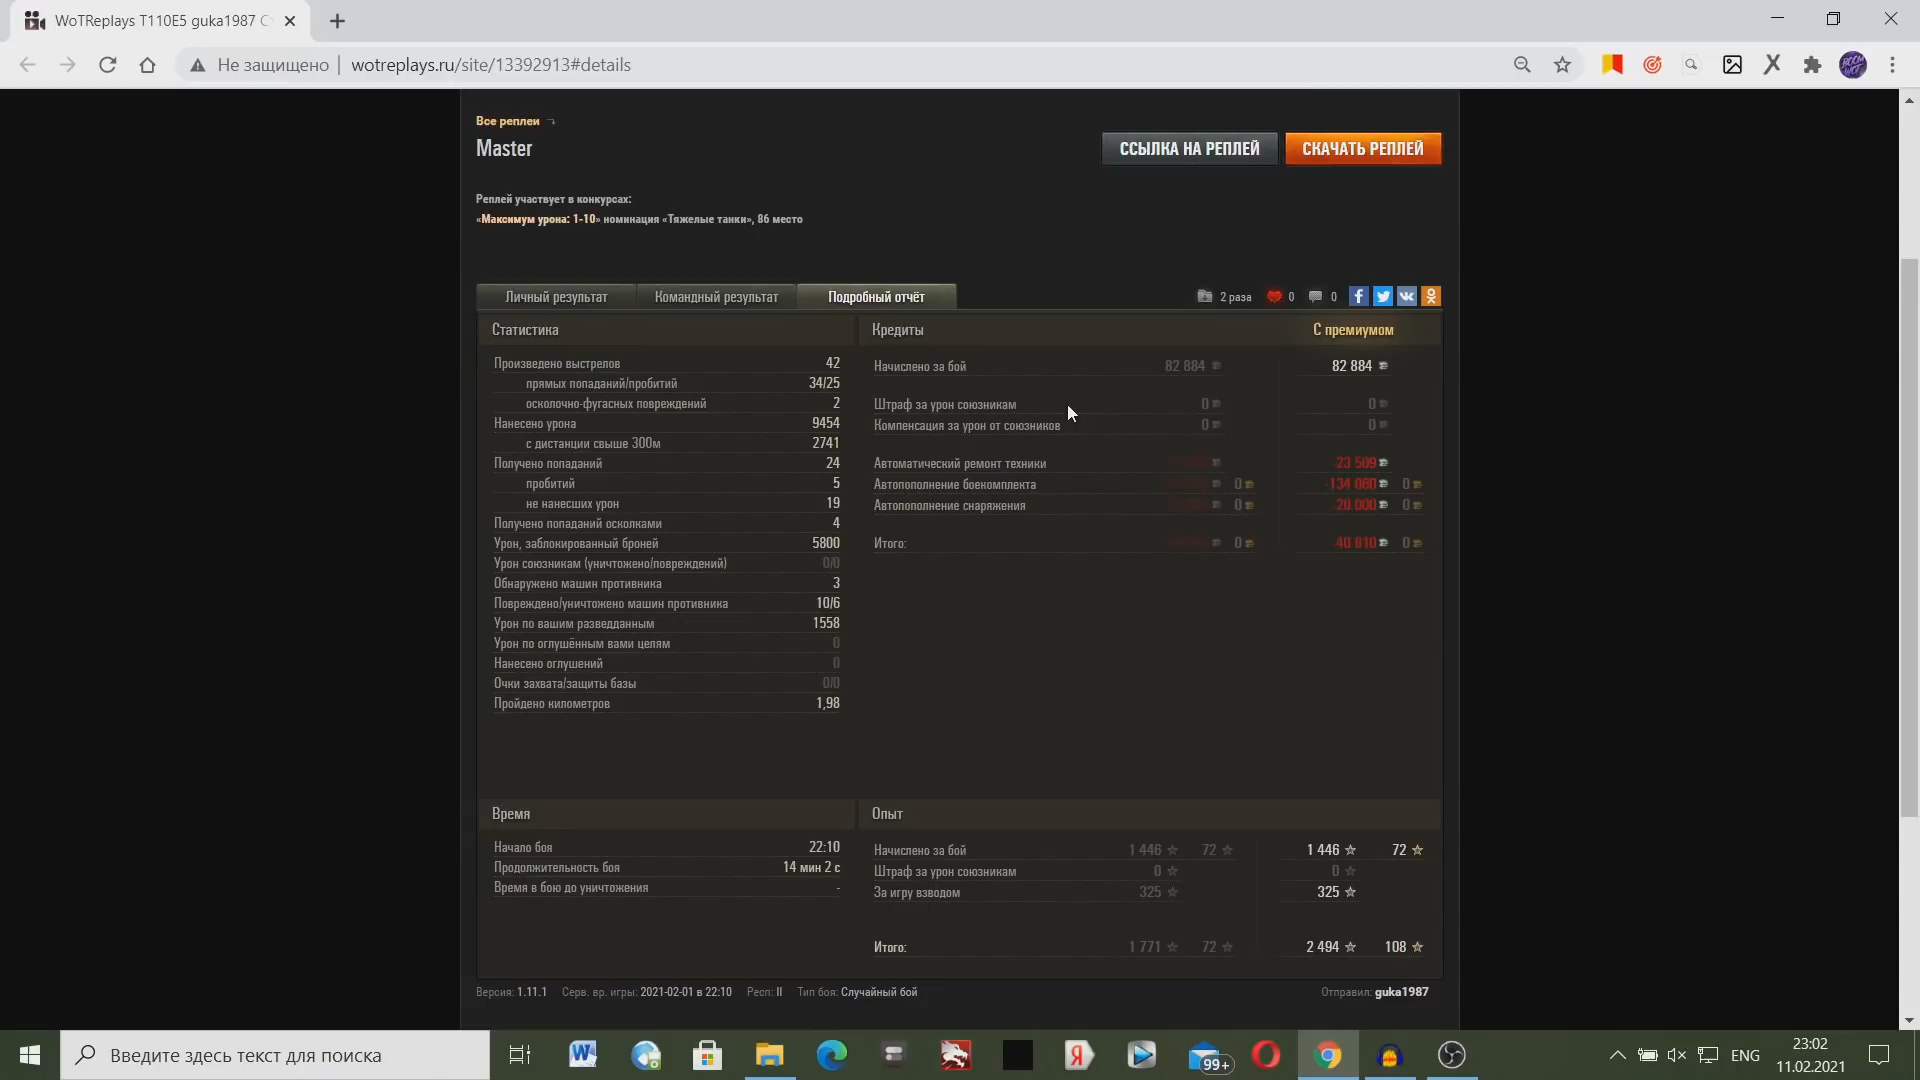 WoTReplays T110E5 guka1987
Не защищено | wotreplays.ru/site/13392913#details
Все реплеи
Master
ССЫЛКА НА РЕПЛЕЙ
СКАЧАТЬ РЕПЛЕЙ
Реплей участвует в конкурсах:
«Максимум урона: 1-10» номинация «Тяжелые танки», 86 место
Личный результат
Командный результат
Подробный отчёт
2 раза
0
0
Статистика
Произведено выстрелов 42
прямых попаданий/пробитий 34/25
осколочно-фугасных повреждений 2
Нанесено урона 9454
с дистанции свыше 300м 2741
Получено попаданий 24
пробитий 5
не нанесших урон 19
Получено попаданий осколками 4
Урон, заблокированный броней 5800
Урон союзникам (уничтожено/повреждений) 0/0
Обнаружено машин противника 3
Повреждено/уничтожено машин противника 10/6
Урон по вашим разведданным 1558
Урон по оглушённым вами целям 0
Нанесено оглушений 0
Очки захвата/защиты базы 0/0
Пройдено километров 1,98
Кредиты С премиумом
Начислено за бой 82 884 82 884
Штраф за урон союзникам 0 0
Компенсация за урон от союзников 0 0
Автоматический ремонт техники -23 509
Автопополнение боекомплекта 0 -134 060 0
Автопополнение снаряжения 0 -20 000 0
Итого: 0 0
Время
Начало боя 22:10
Продолжительность боя 14 мин 2 с
Время в бою до уничтожения -
Опыт
Начислено за бой 1 446 72 1 446 72
Штраф за урон союзникам 0 0
За игру взводом 325 325
Итого: 1 771 72 2 494 108
Версия: 1.11.1 Серв. вр. игры: 2021-02-01 в 22:10 Респ: II Тип боя: Случайный бой
Отправил: guka1987
Введите здесь текст для поиска
99+
ENG
23:02
11.02.2021